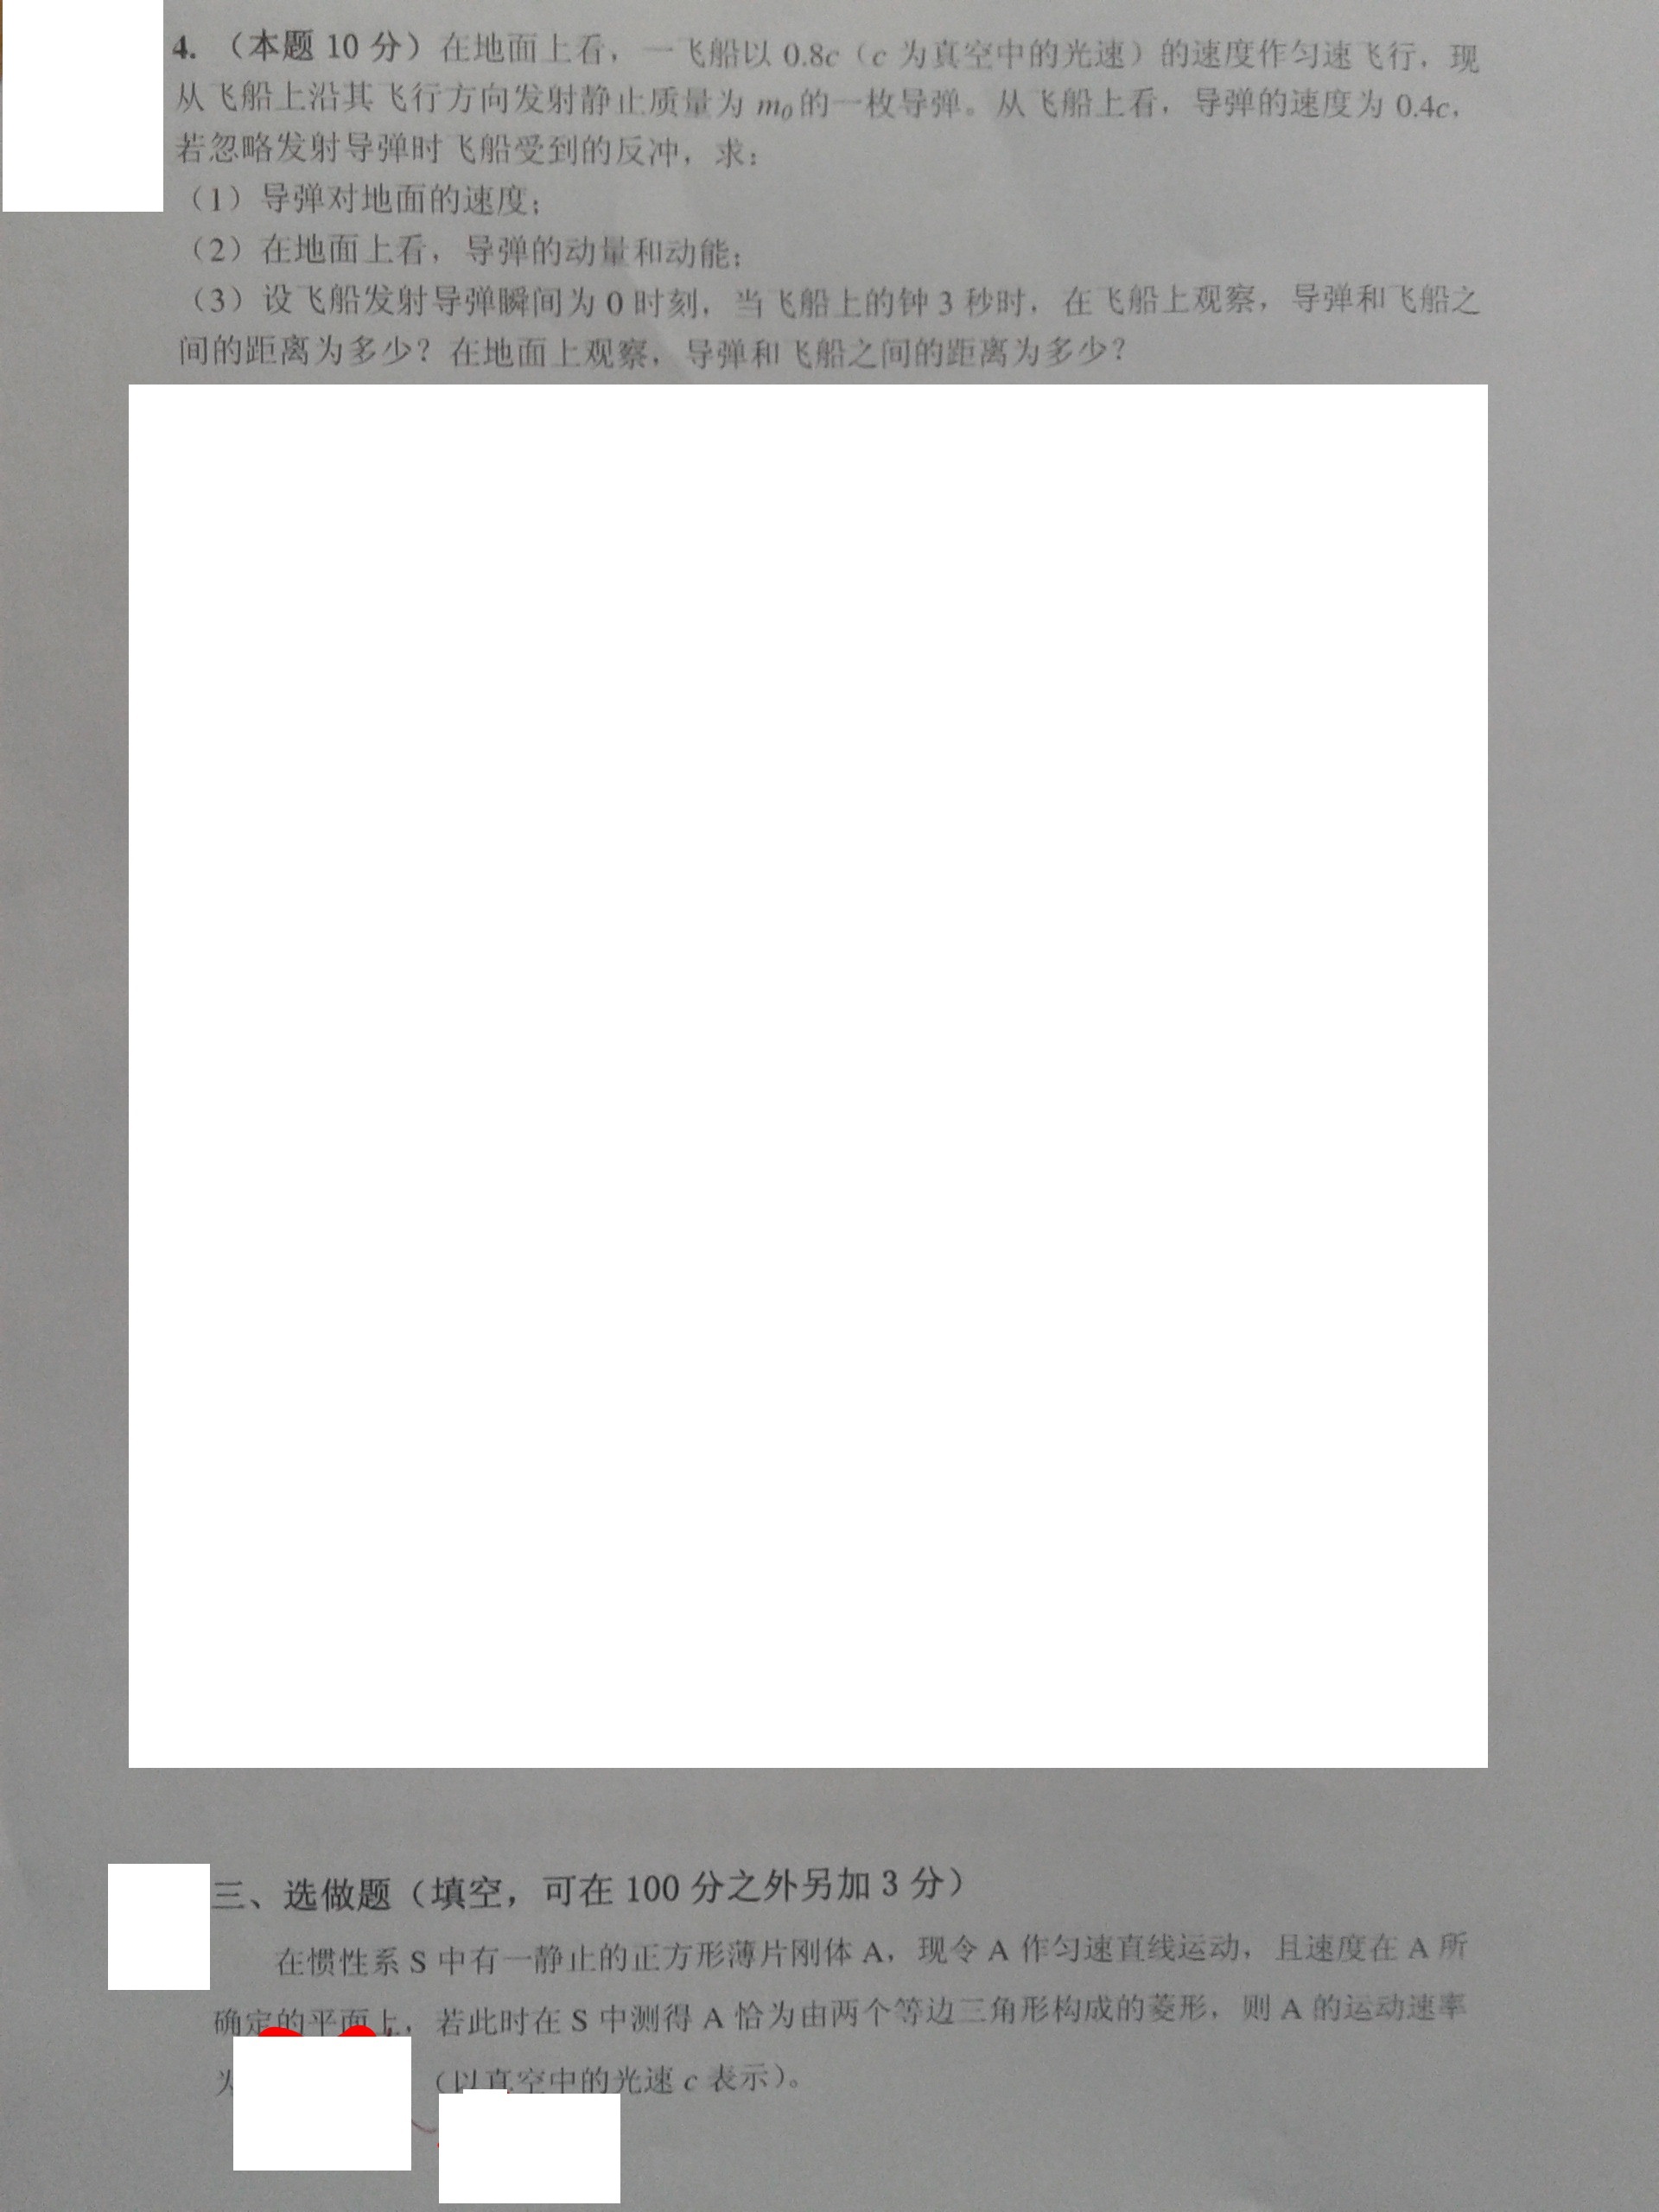 4. （本题 10 分）在地面上看，一飞船以 0.8c（c 为真空中的光速）的速度作匀速飞行，现
从飞船上沿其飞行方向发射静止质量为 m₀的一枚导弹。从飞船上看，导弹的速度为 0.4c，
若忽略发射导弹时飞船受到的反冲，求：
（1）导弹对地面的速度；
（2）在地面上看，导弹的动量和动能；
（3）设飞船发射导弹瞬间为 0 时刻，当飞船上的钟 3 秒时，在飞船上观察，导弹和飞船之
间的距离为多少？在地面上观察，导弹和飞船之间的距离为多少？
三、选做题（填空，可在 100 分之外另加 3 分）
在惯性系 S 中有一静止的正方形薄片刚体 A，现令 A 作匀速直线运动，且速度在 A 所
确定的平面上，若此时在 S 中测得 A 恰为由两个等边三角形构成的菱形，则 A 的运动速率
为（以真空中的光速 c 表示）。